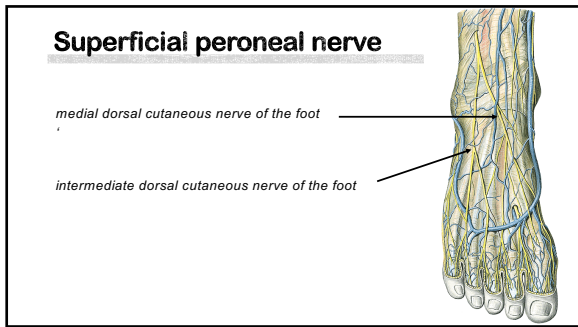 Superficial peroneal nerve
medial dorsal cutaneous nerve of the foot
‘
intermediate dorsal cutaneous nerve of the foot